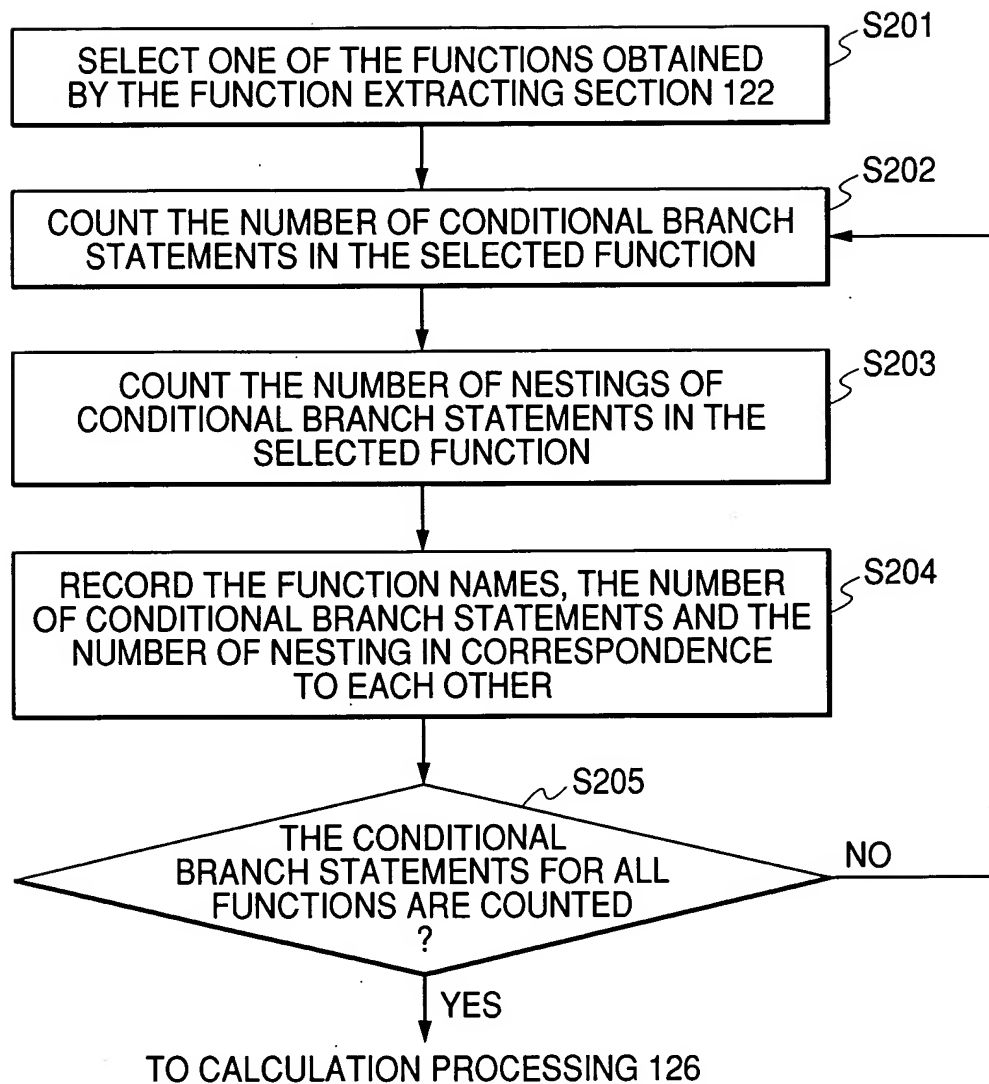 S201
SELECT ONE OF THE FUNCTIONS OBTAINED
BY THE FUNCTION EXTRACTING SECTION 122
S202
COUNT THE NUMBER OF CONDITIONAL BRANCH
STATEMENTS IN THE SELECTED FUNCTION
S203
COUNT THE NUMBER OF NESTINGS OF
CONDITIONAL BRANCH STATEMENTS IN THE
SELECTED FUNCTION
S204
RECORD THE FUNCTION NAMES, THE NUMBER
OF CONDITIONAL BRANCH STATEMENTS AND THE
NUMBER OF NESTING IN CORRESPONDENCE
TO EACH OTHER
S205
THE CONDITIONAL
BRANCH STATEMENTS FOR ALL
FUNCTIONS ARE COUNTED
?
NO
YES
TO CALCULATION PROCESSING 126